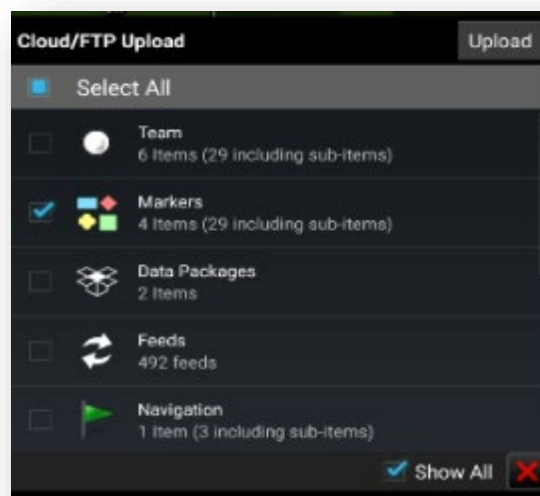 Cloud/FTP Upload
Upload
Select All
Team
6 Items (29 including sub-items)
Markers
4 Items (29 including sub-items)
Data Packages
2 Items
Feeds
492 feeds
Navigation
1 Item (3 including sub-items)
Show All